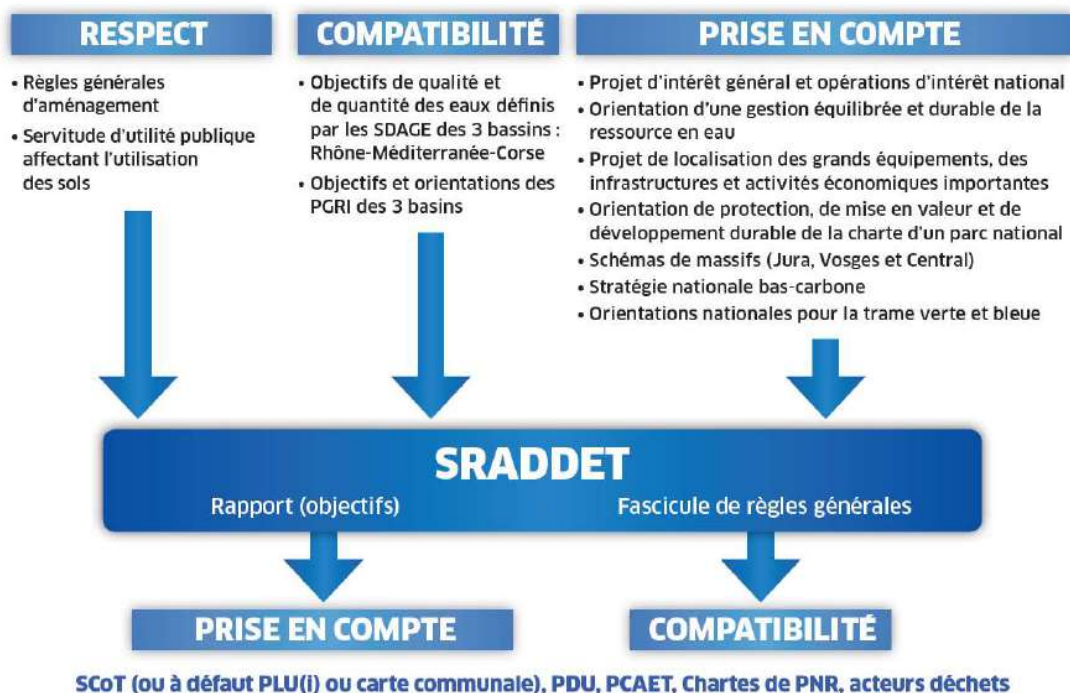 RESPECT
• Règles générales
d'aménagement
• Servitude d'utilité publique
affectant l'utilisation
des sols
COMPATIBILITÉ
• Objectifs de qualité et
de quantité des eaux définis
par les SDAGE des 3 bassins :
Rhône-Méditerranée-Corse
• Objectifs et orientations des
PGRI des 3 basins
PRISE EN COMPTE
• Projet d'intérêt général et opérations d'intérêt national
• Orientation d'une gestion équilibrée et durable de la
ressource en eau
• Projet de localisation des grands équipements, des
infrastructures et activités économiques importantes
• Orientation de protection, de mise en valeur et de
développement durable de la charte d'un parc national
• Schémas de massifs (Jura, Vosges et Central)
• Stratégie nationale bas-carbone
• Orientations nationales pour la trame verte et bleue
SRADDET
Rapport (objectifs)
Fascicule de règles générales
PRISE EN COMPTE
COMPATIBILITÉ
SCoT (ou à défaut PLU(i) ou carte communale), PDU, PCAET, Chartes de PNR, acteurs déchets